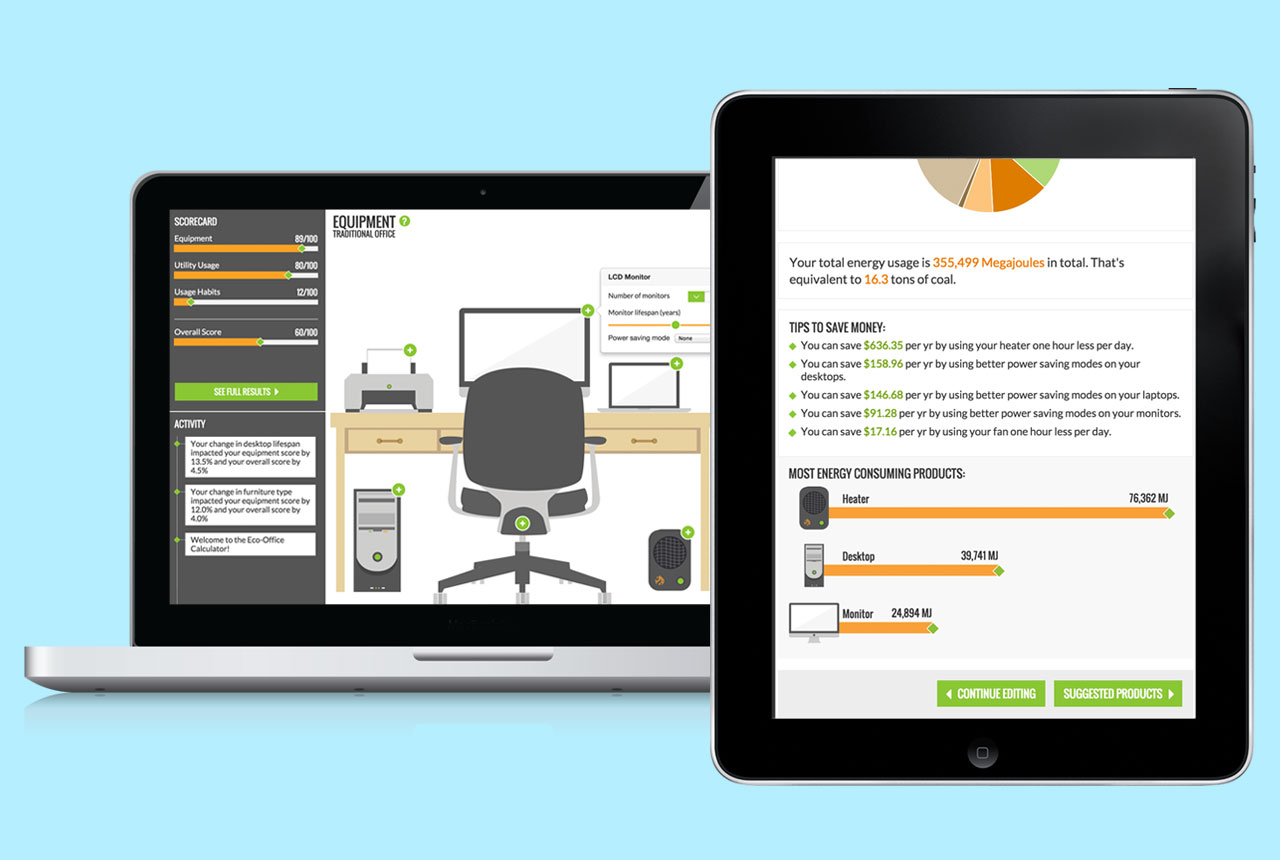 SCORECARD
Equipment 89/100
Utility Usage 80/100
Usage Habits 12/100
Overall Score 60/100
SEE FULL RESULTS
ACTIVITY
Your change in desktop lifespan
impacted your equipment score by
13.5% and your overall score by
4.5%
Your change in furniture type
impacted your equipment score by
12.0% and your overall score by
4.0%
Welcome to the Eco-Office
Calculator!
EQUIPMENT ?
TRADITIONAL OFFICE
LCD Monitor
Number of monitors
Monitor lifespan (years)
Power saving mode None
Your total energy usage is 355,499 Megajoules in total. That's
equivalent to 16.3 tons of coal.
TIPS TO SAVE MONEY:
You can save $636.35 per yr by using your heater one hour less per day.
You can save $158.96 per yr by using better power saving modes on your
desktops.
You can save $146.68 per yr by using better power saving modes on your laptops.
You can save $91.28 per yr by using better power saving modes on your monitors.
You can save $17.16 per yr by using your fan one hour less per day.
MOST ENERGY CONSUMING PRODUCTS:
Heater 76,362 MJ
Desktop 39,741 MJ
Monitor 24,894 MJ
CONTINUE EDITING
SUGGESTED PRODUCTS